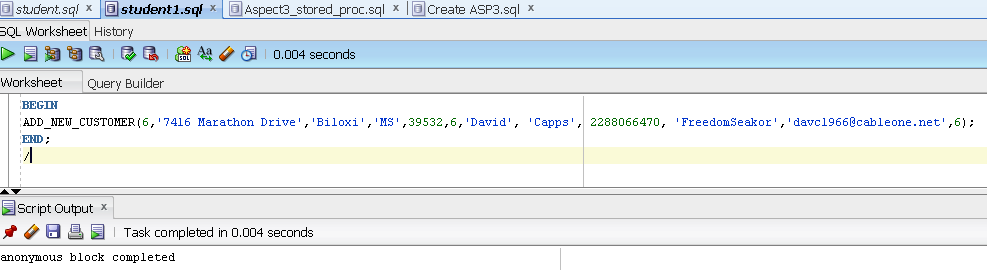 student.sql x student1.sql x Aspect3_stored_proc.sql x Create ASP3.sql
SQL Worksheet History
SQL Aa 0.004 seconds
Worksheet Query Builder
BEGIN
ADD_NEW_CUSTOMER(6,'7416 Marathon Drive','Biloxi','MS',39532,6,'David', 'Capps', 2288066470, 'FreedomSeakor','davc1966@cableone.net',6);
END;
/
Script Output x
Task completed in 0.004 seconds
anonymous block completed